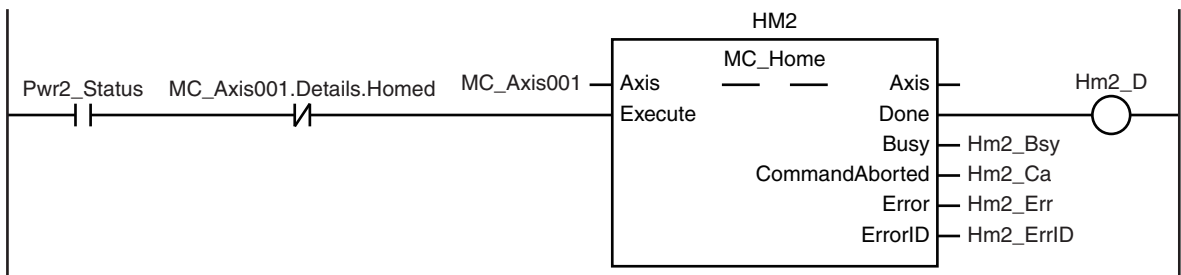 HM2
MC_Home
Pwr2_Status MC_Axis001.Details.Homed MC_Axis001 Axis Axis Hm2_D
Execute Done
Busy Hm2_Bsy
CommandAborted Hm2_Ca
Error Hm2_Err
ErrorID Hm2_ErrID